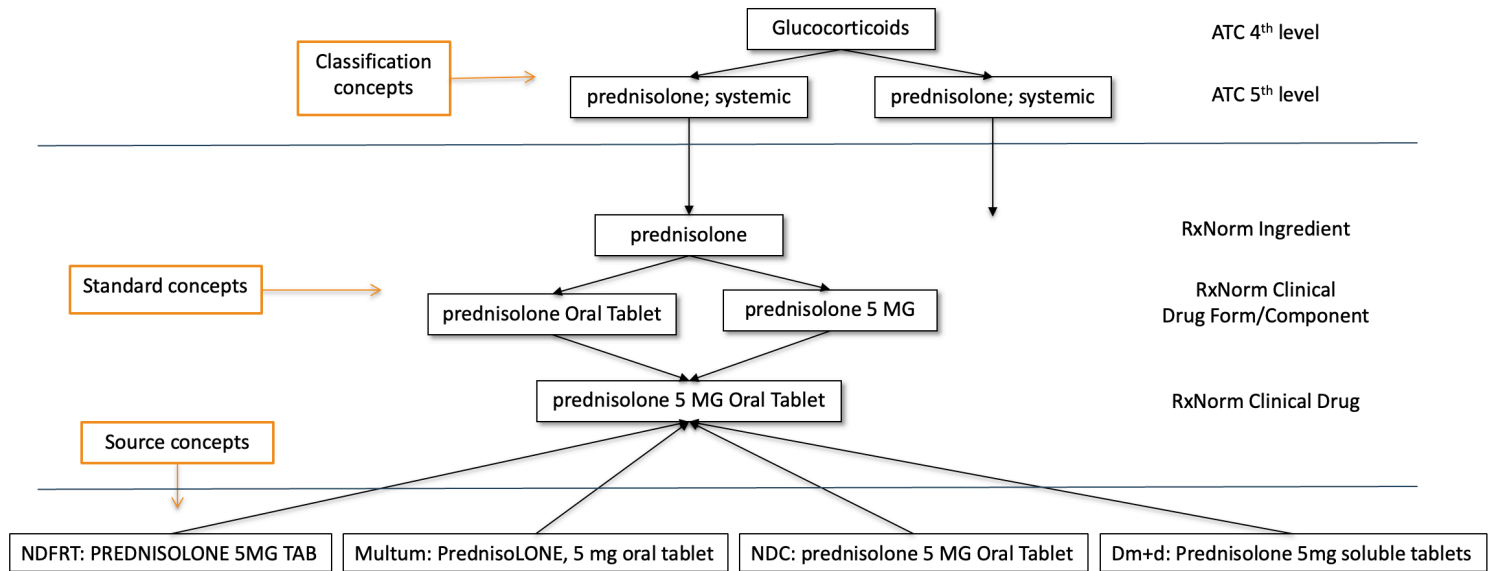 Glucocorticoids
ATC 4th level
Classification
concepts
prednisolone; systemic
prednisolone; systemic
ATC 5th level
prednisolone
RxNorm Ingredient
Standard concepts
prednisolone Oral Tablet
prednisolone 5 MG
RxNorm Clinical
Drug Form/Component
prednisolone 5 MG Oral Tablet
RxNorm Clinical Drug
Source concepts
NDFRT: PREDNISOLONE 5MG TAB
Multum: PrednisoLONE, 5 mg oral tablet
NDC: prednisolone 5 MG Oral Tablet
Dm+d: Prednisolone 5mg soluble tablets